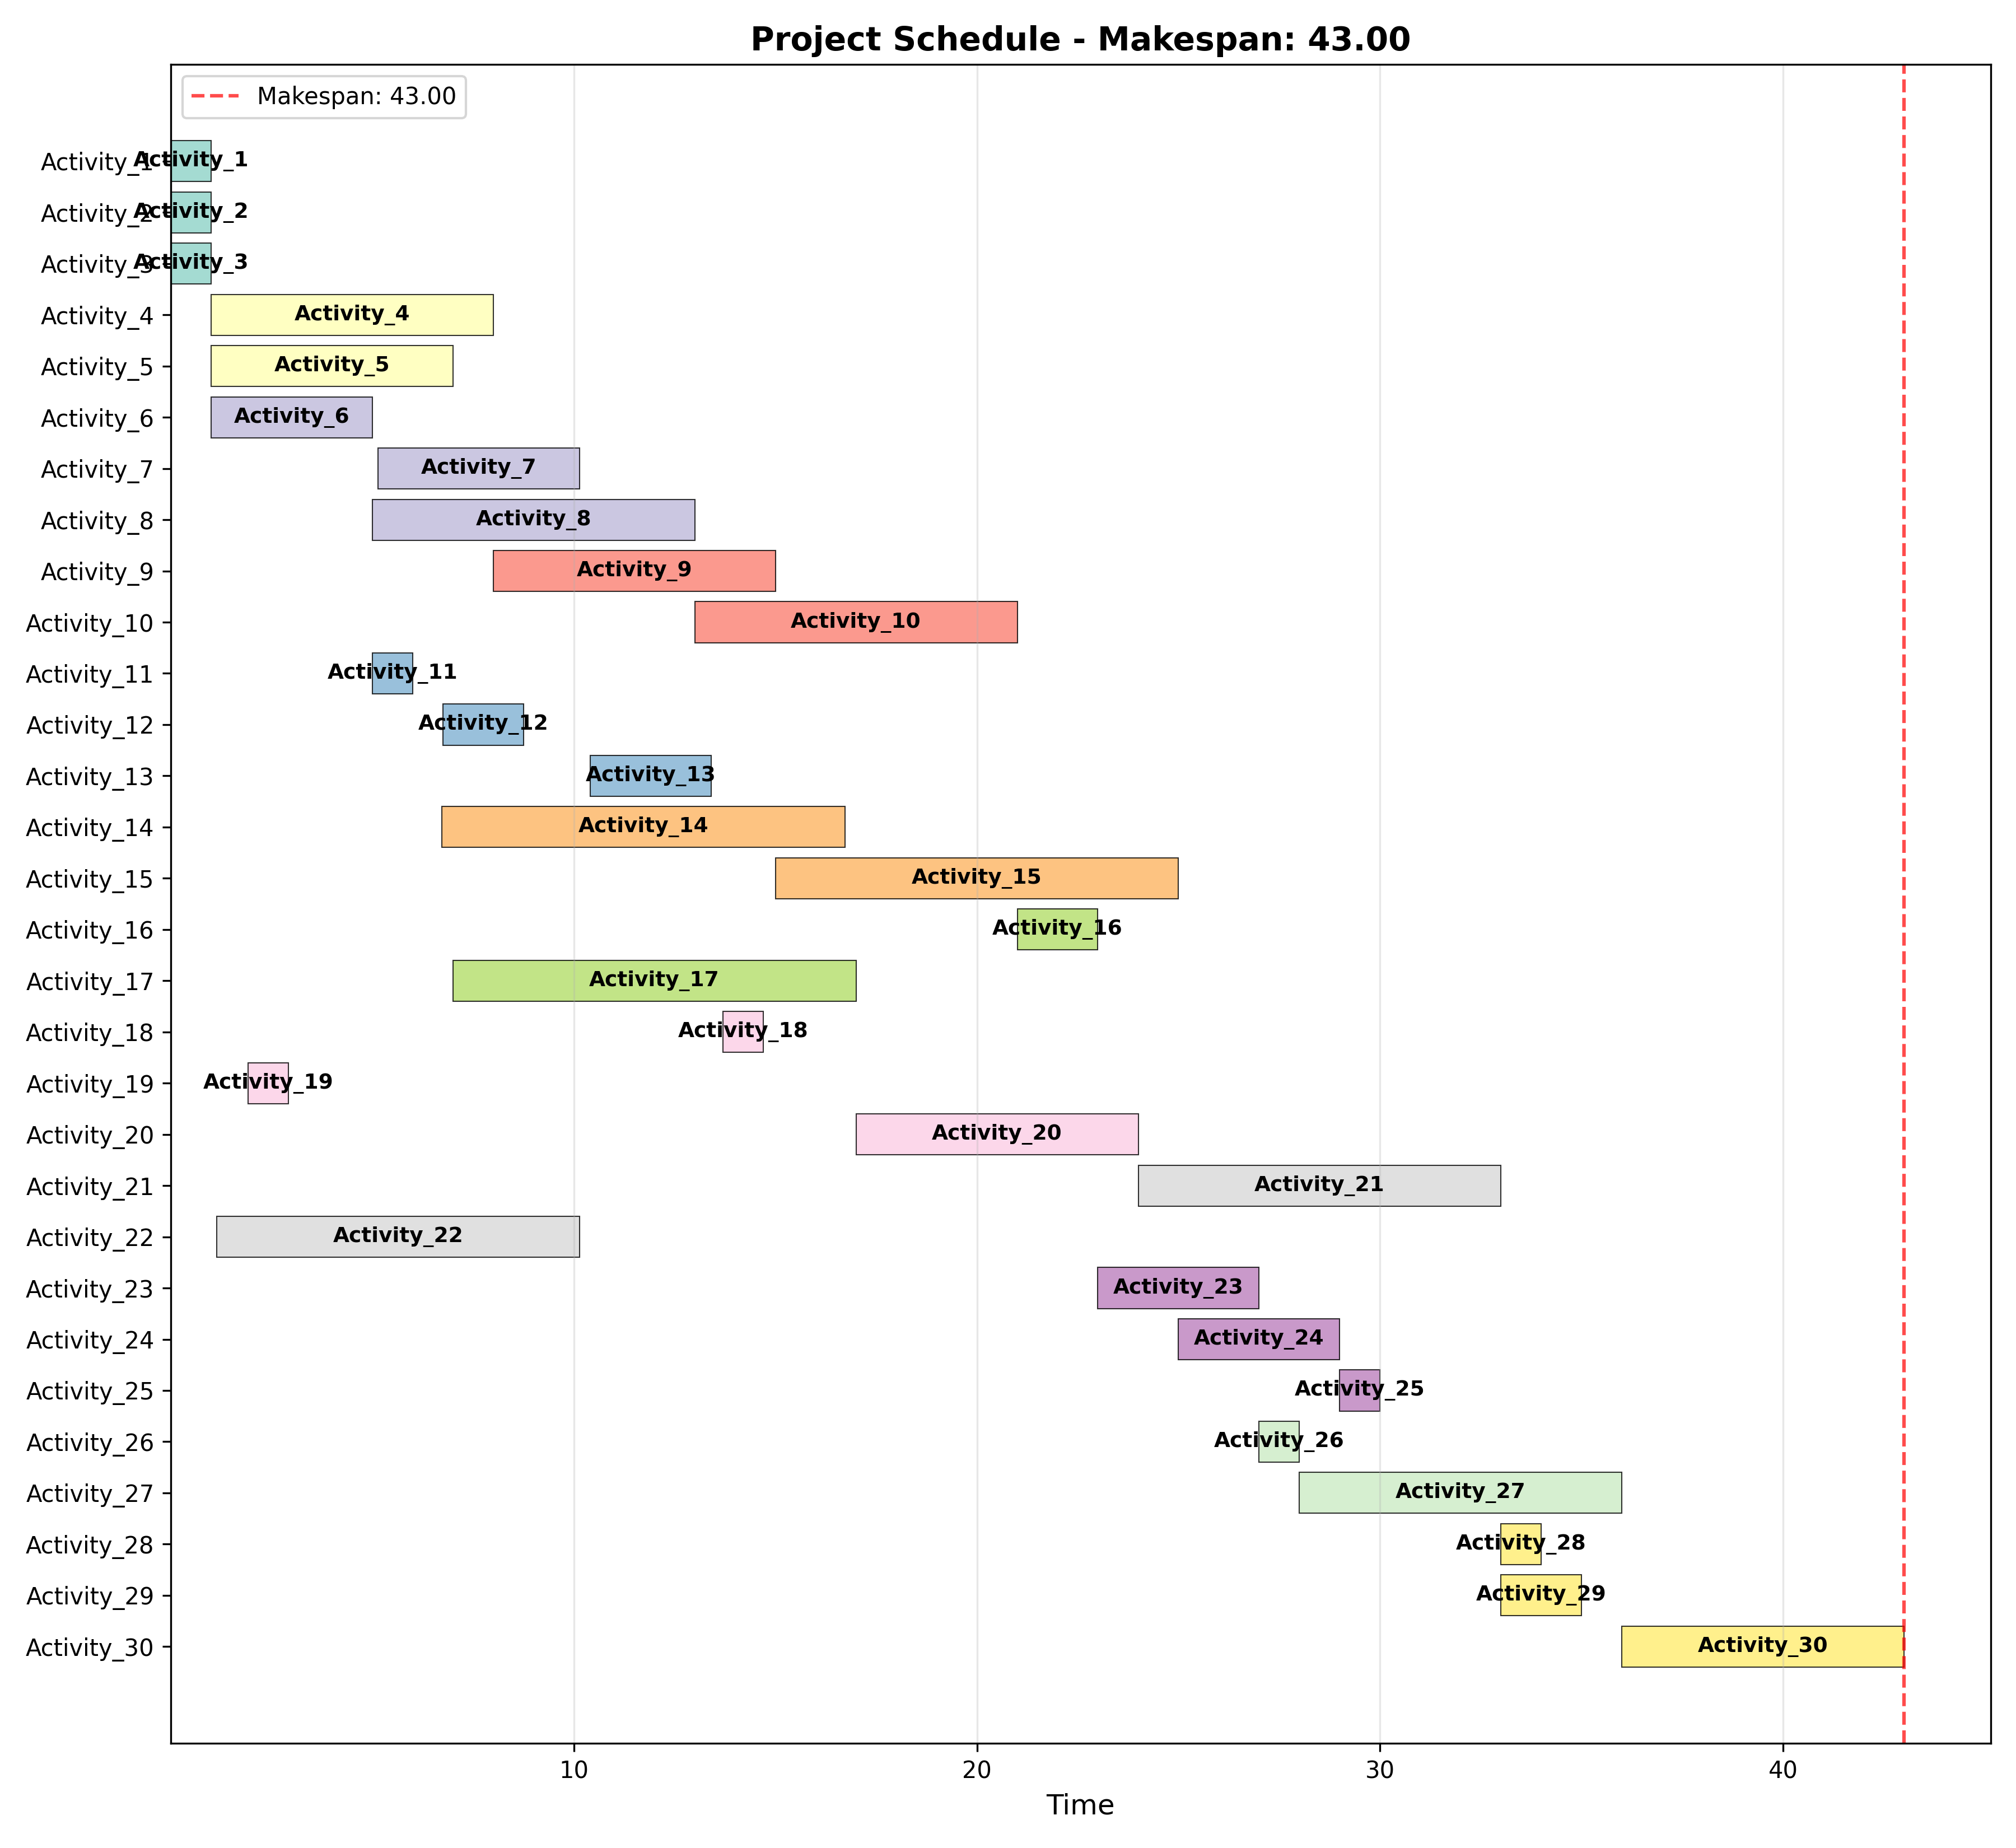 Project Schedule - Makespan: 43.00
Makespan: 43.00
Activity_1 Activity_1
Activity_2 Activity_2
Activity_3 Activity_3
Activity_4 Activity_4
Activity_5 Activity_5
Activity_6 Activity_6
Activity_7 Activity_7
Activity_8 Activity_8
Activity_9 Activity_9
Activity_10 Activity_10
Activity_11 Activity_11
Activity_12 Activity_12
Activity_13 Activity_13
Activity_14 Activity_14
Activity_15 Activity_15
Activity_16 Activity_16
Activity_17 Activity_17
Activity_18 Activity_18
Activity_19 Activity_19
Activity_20 Activity_20
Activity_21 Activity_21
Activity_22 Activity_22
Activity_23 Activity_23
Activity_24 Activity_24
Activity_25 Activity_25
Activity_26 Activity_26
Activity_27 Activity_27
Activity_28 Activity_28
Activity_29 Activity_29
Activity_30 Activity_30
10 20 30 40
Time